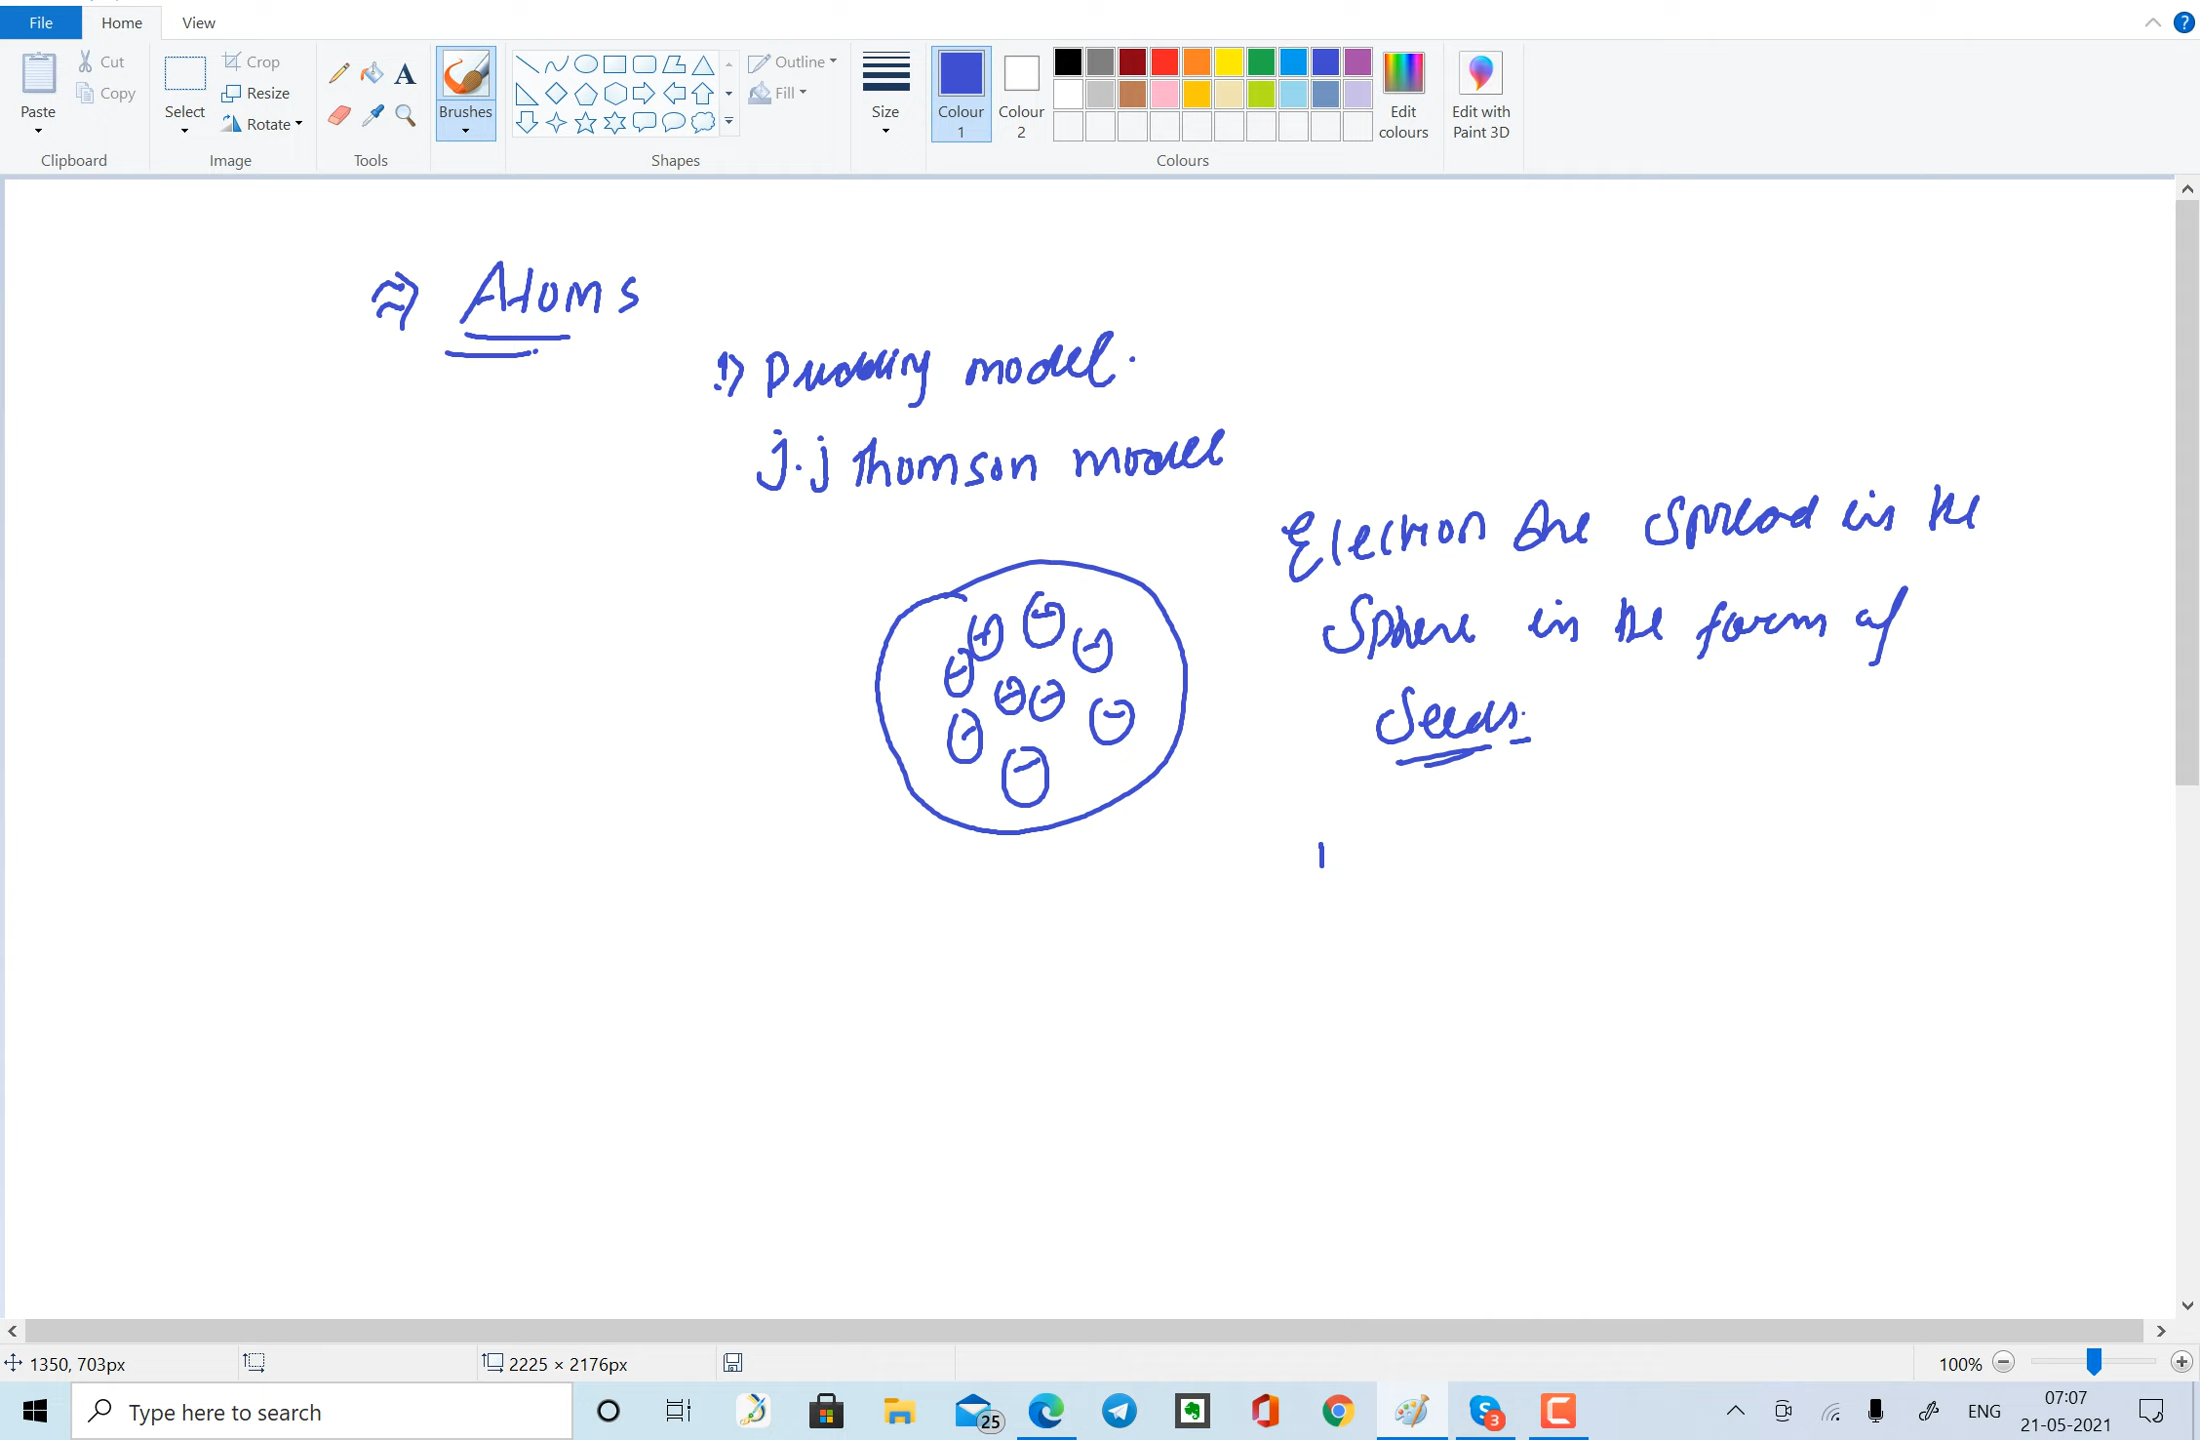 File Home View
Paste Cut Copy Select Crop Resize Rotate Brushes Outline Fill Size Colour 1 Colour 2 Edit colours Edit with Paint 3D
Clipboard Image Tools Shapes Colours
⇒ Atoms
1) Pudding model.
J.j thomson model
Electron are spread in the
Sphere in the form of
Seeds.
1350, 703px 2225 × 2176px 100%
Type here to search 25 3 ENG 07:07
21-05-2021